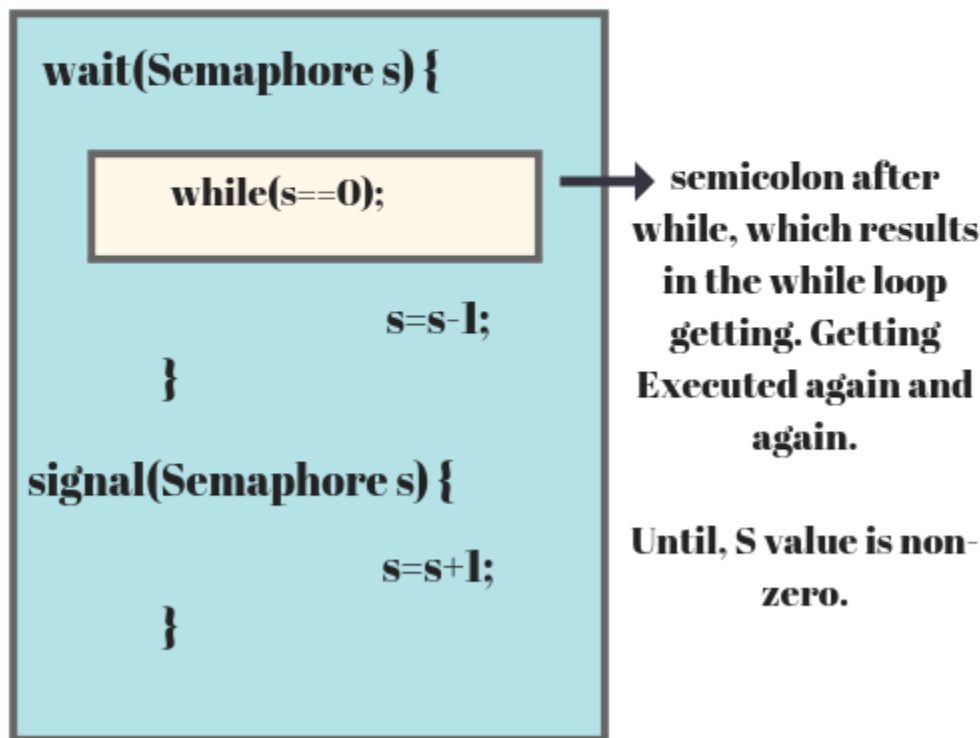 wait(Semaphore s) {
while(s==0);
s=s-1;
}
signal(Semaphore s) {
s=s+1;
}
semicolon after
while, which results
in the while loop
getting. Getting
Executed again and
again.
Until, S value is non-
zero.